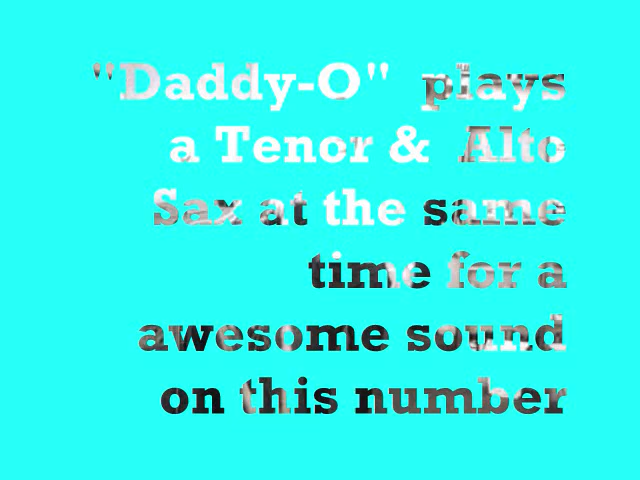 "Daddy-O" plays
a Tenor & Alto
Sax at the same
time for a
awesome sound
on this number